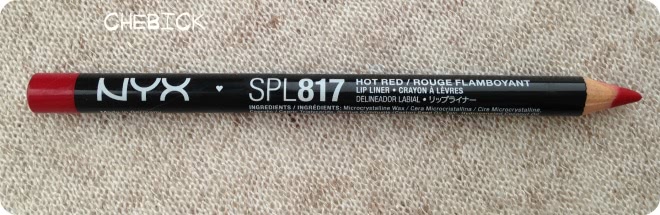 CHEBICK
NYX
SPL817
HOT RED / ROUGE FLAMBOYANT
LIP LINER • CRAYON À LÈVRES
DELINEADOR LABIAL • リップライナー
INGREDIENTS / INGRÉDIENTS: Microcrystalline Wax / Cera Microcristallina / Cire Microcrystalline,